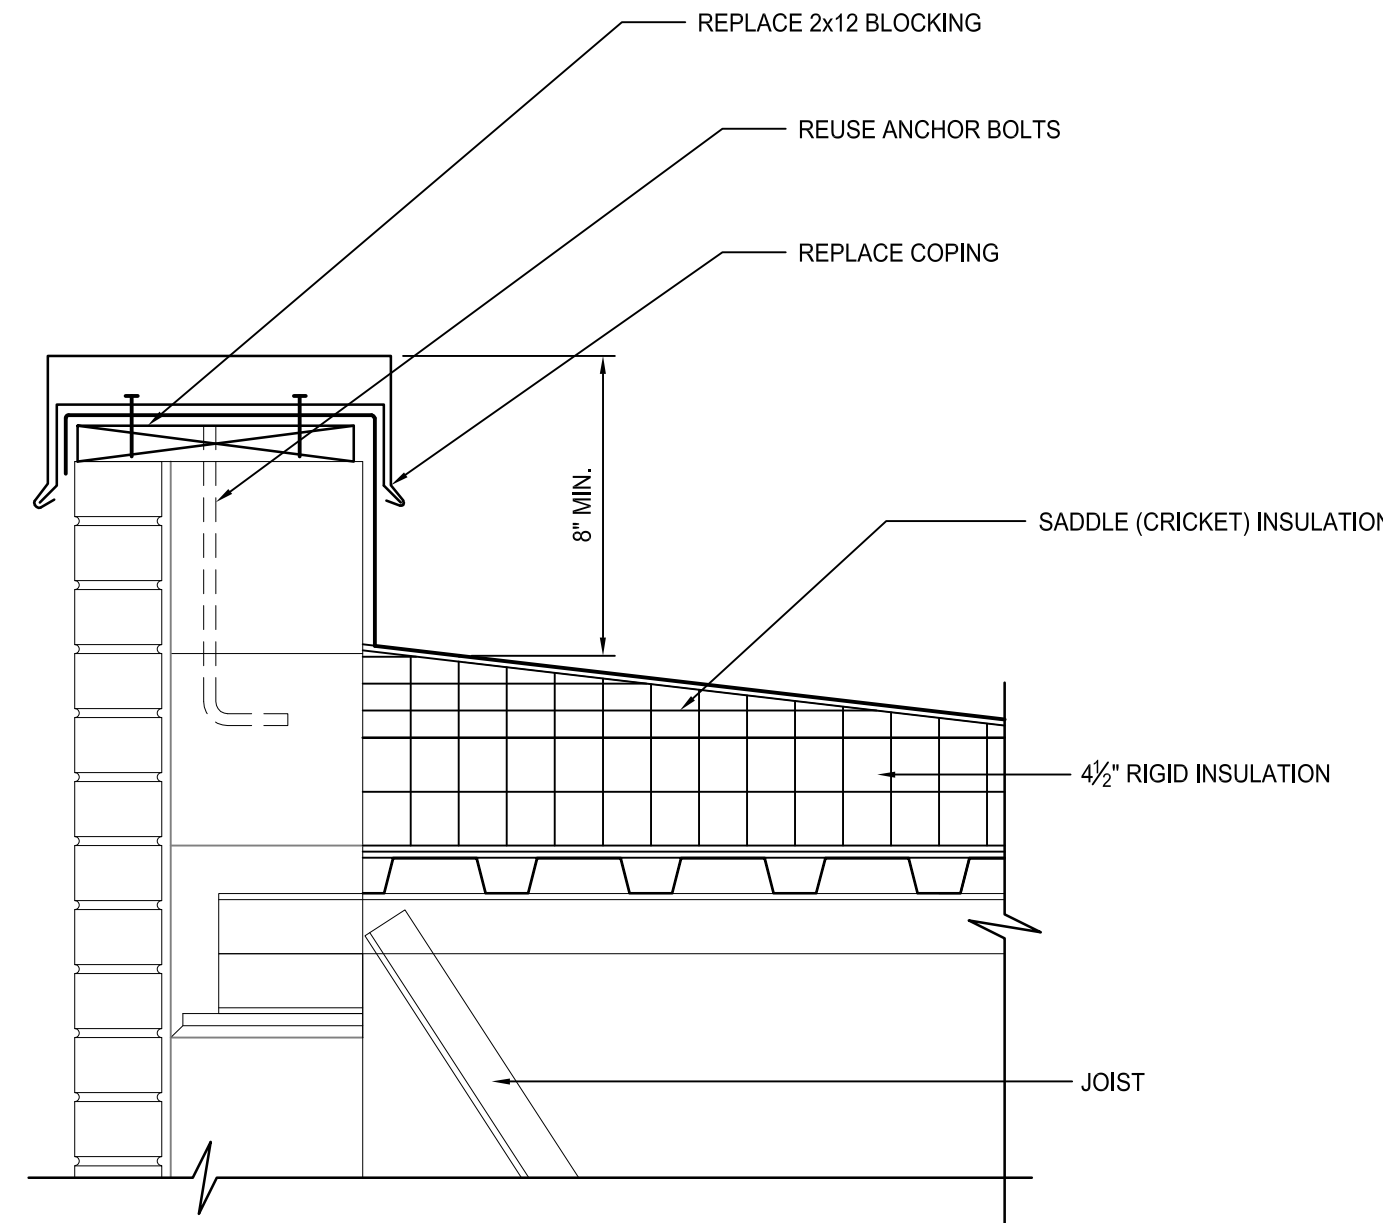 REPLACE 2x12 BLOCKING
REUSE ANCHOR BOLTS
REPLACE COPING
8" MIN.
SADDLE (CRICKET) INSULATION
4½" RIGID INSULATION
JOIST